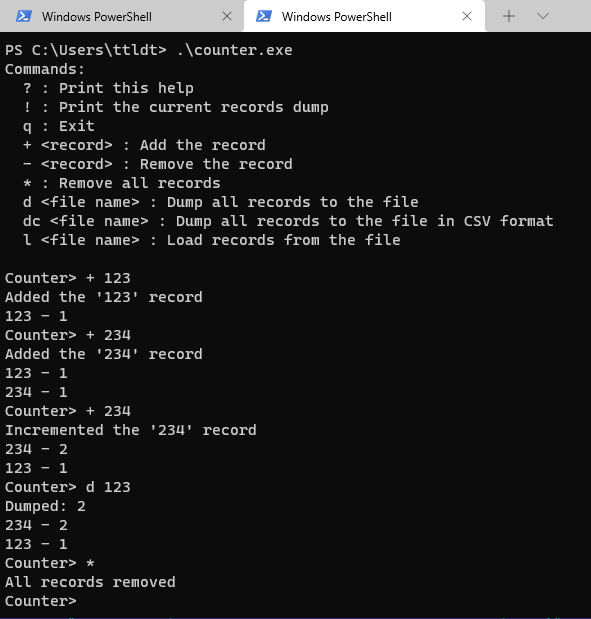 Windows PowerShell
Windows PowerShell
PS C:\Users\ttldt> .\counter.exe
Commands:
  ? : Print this help
  ! : Print the current records dump
  q : Exit
  + <record> : Add the record
  - <record> : Remove the record
  * : Remove all records
  d <file name> : Dump all records to the file
  dc <file name> : Dump all records to the file in CSV format
  l <file name> : Load records from the file

Counter> + 123
Added the '123' record
123 - 1
Counter> + 234
Added the '234' record
123 - 1
234 - 1
Counter> + 234
Incremented the '234' record
234 - 2
123 - 1
Counter> d 123
Dumped: 2
234 - 2
123 - 1
Counter> *
All records removed
Counter>